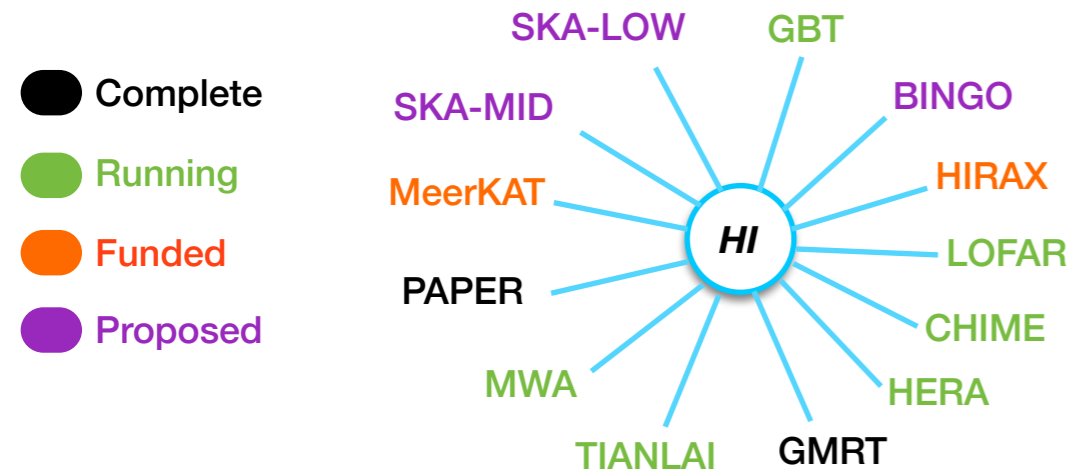 Complete
Running
Funded
Proposed
SKA-LOW
GBT
SKA-MID
BINGO
MeerKAT
HIRAX
HI
LOFAR
PAPER
CHIME
MWA
HERA
TIANLAI
GMRT